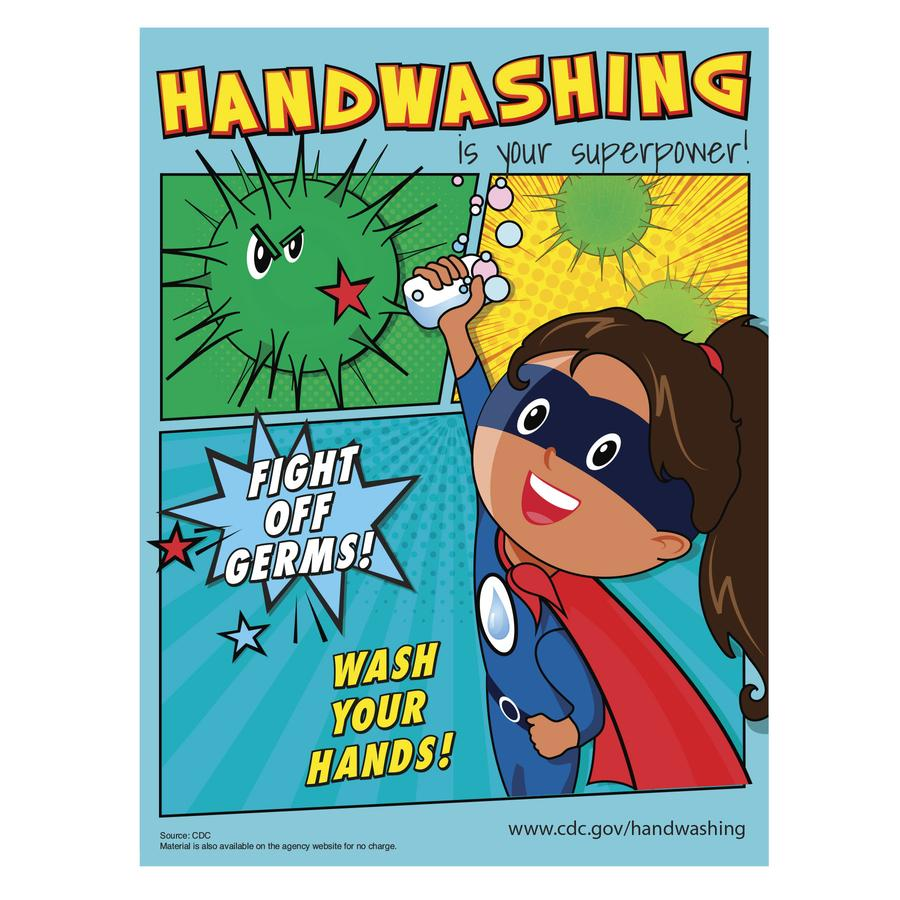 HANDWASHING
is your superpower!
FIGHT
OFF
GERMS!
WASH
YOUR
HANDS!
www.cdc.gov/handwashing
Source: CDC
Material is also available on the agency website for no charge.